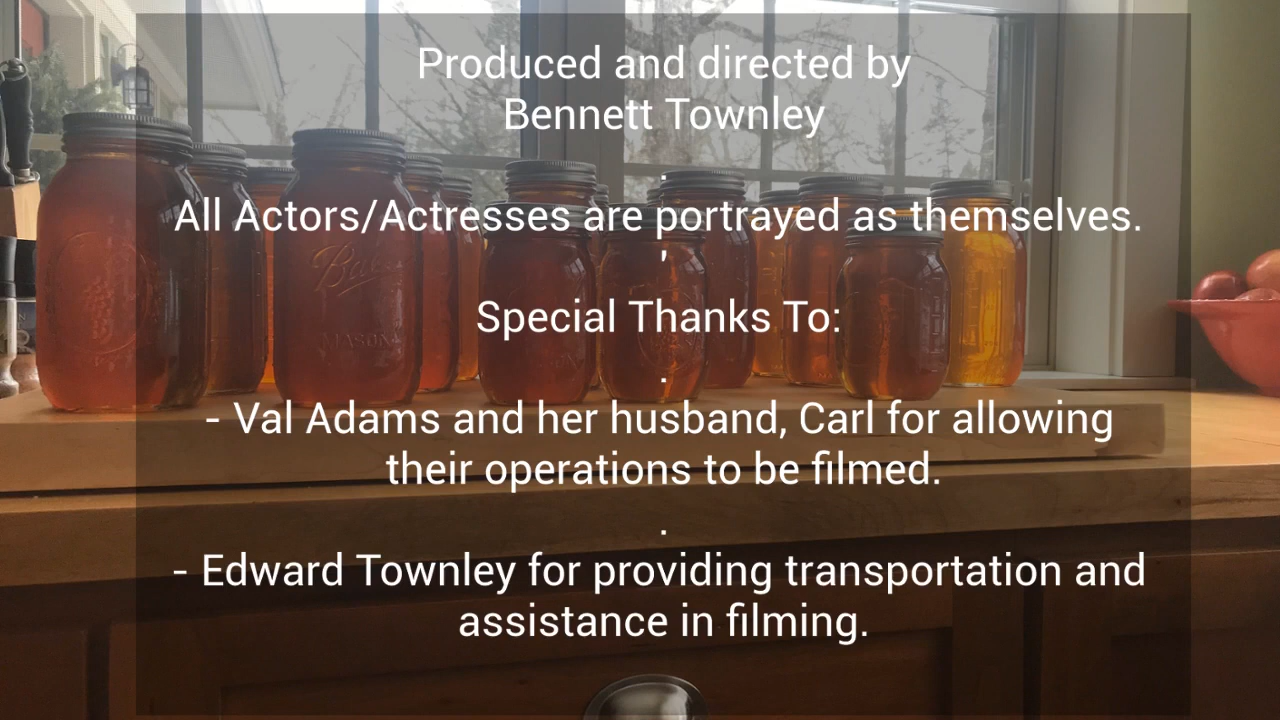 Produced and directed by
Bennett Townley
.
All Actors/Actresses are portrayed as themselves.
'
Special Thanks To:
.
- Val Adams and her husband, Carl for allowing
their operations to be filmed.
.
- Edward Townley for providing transportation and
assistance in filming.
Ball
MASON